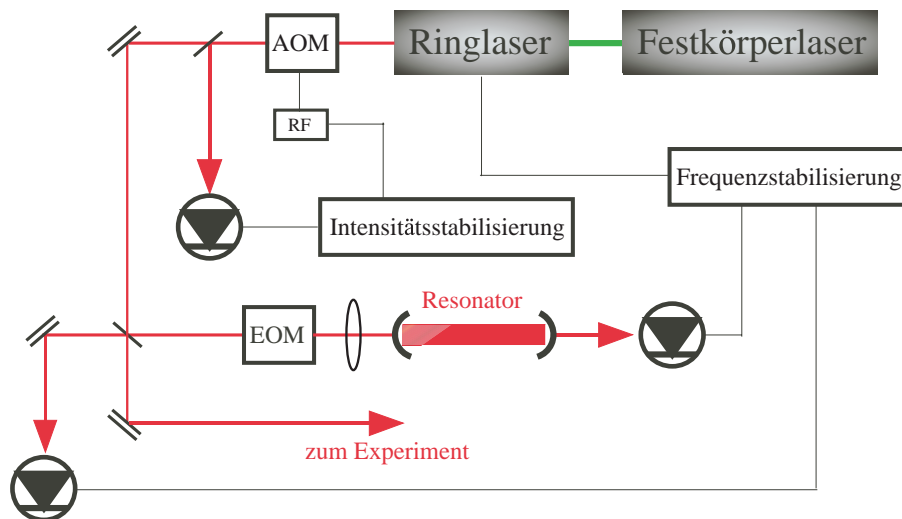 AOM
Ringlaser
Festkörperlaser
RF
Frequenzstabilisierung
Intensitätsstabilisierung
Resonator
EOM
zum Experiment